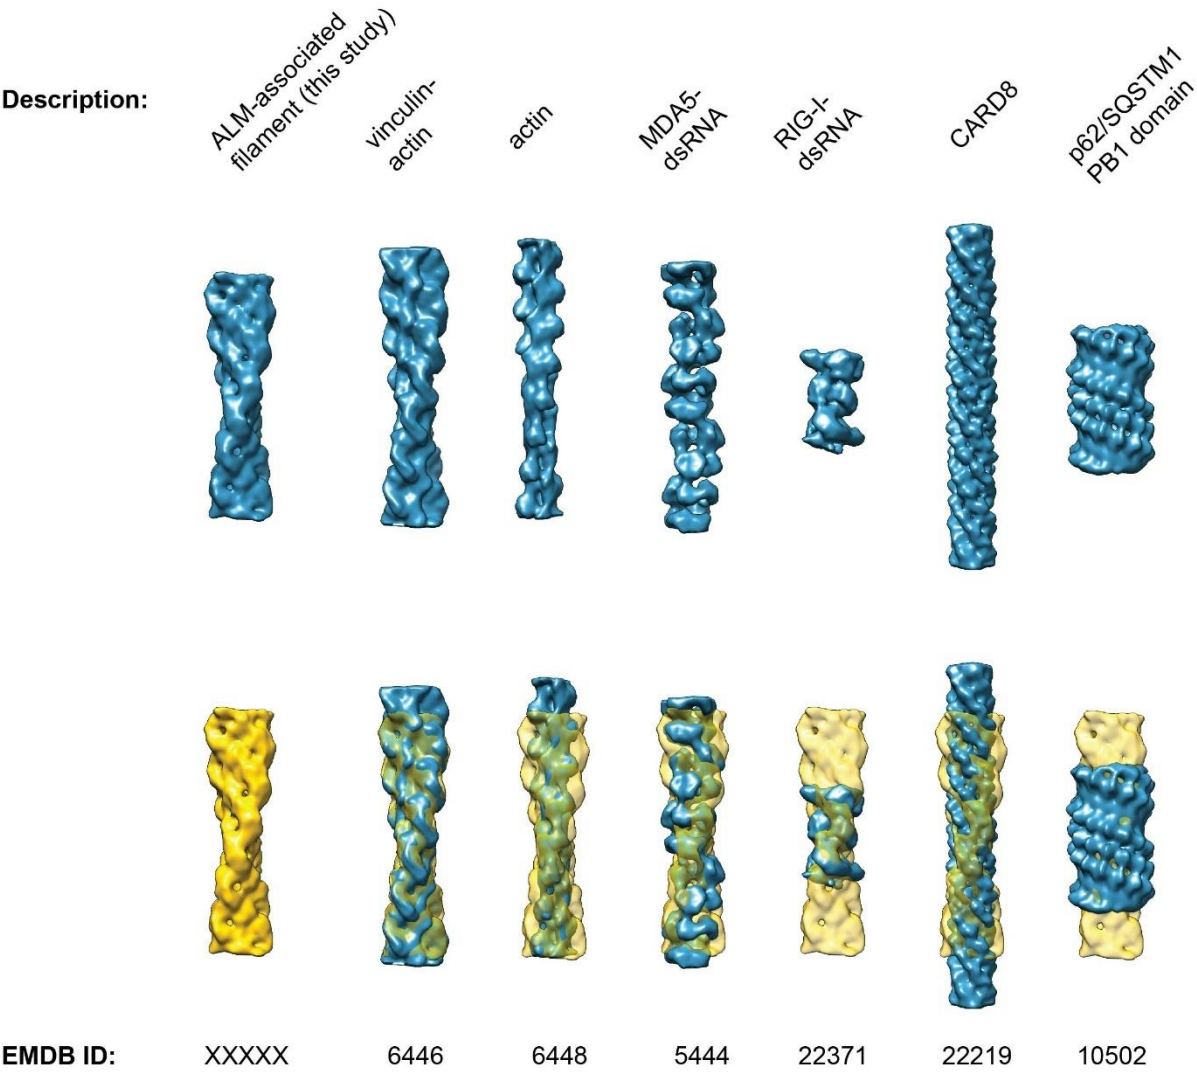 Description:
ALM-associated
filament (this study)
vinculin-
actin
actin
MDA5-
dsRNA
RIG-I-
dsRNA
CARD8
p62/SQSTM1
PB1 domain
EMDB ID: XXXXX 6446 6448 5444 22371 22219 10502